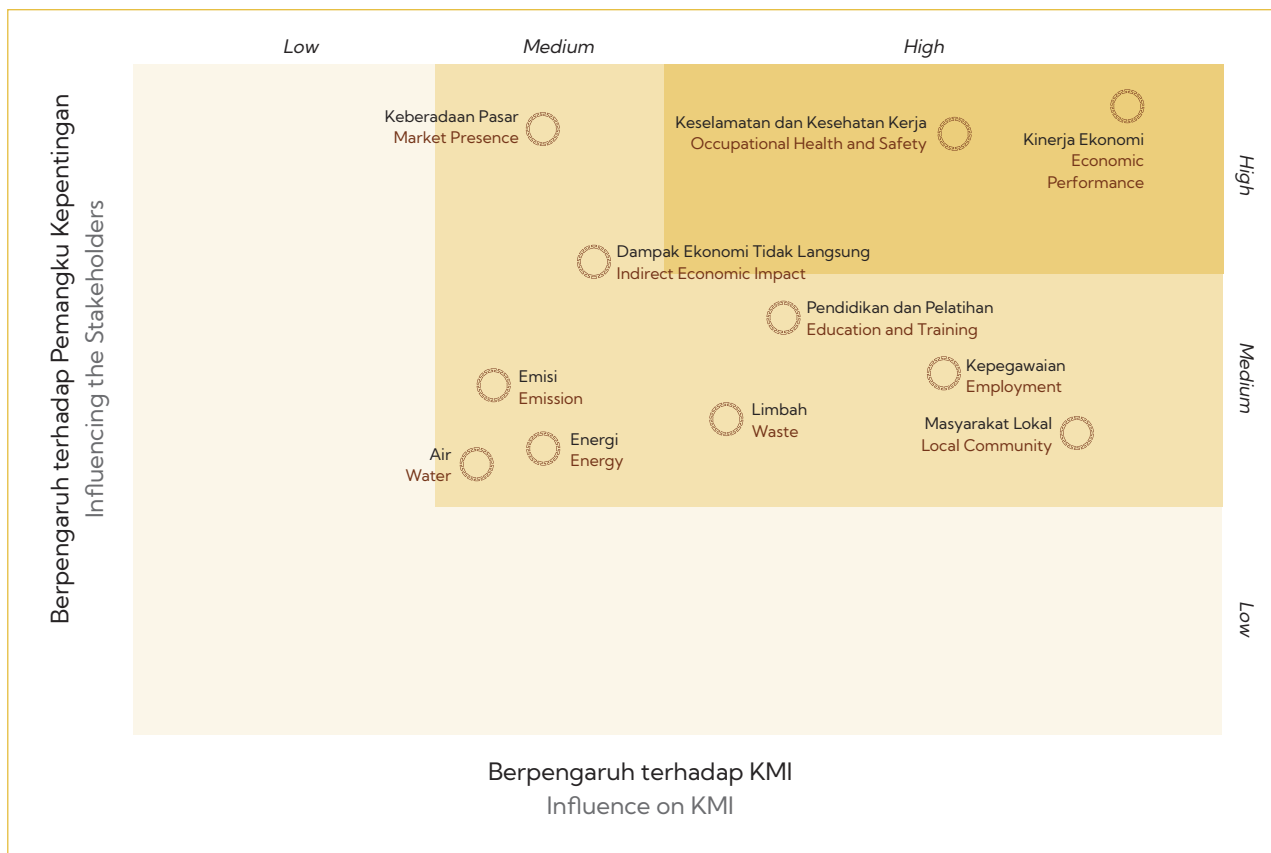 Low
Medium
High
Berpengaruh terhadap Pemangku Kepentingan
Influencing the Stakeholders
Keberadaan Pasar
Market Presence
Keselamatan dan Kesehatan Kerja
Occupational Health and Safety
Kinerja Ekonomi
Economic
Performance
High
Dampak Ekonomi Tidak Langsung
Indirect Economic Impact
Pendidikan dan Pelatihan
Education and Training
Kepegawaian
Employment
Medium
Emisi
Emission
Limbah
Waste
Masyarakat Lokal
Local Community
Energi
Energy
Air
Water
Low
Berpengaruh terhadap KMI
Influence on KMI